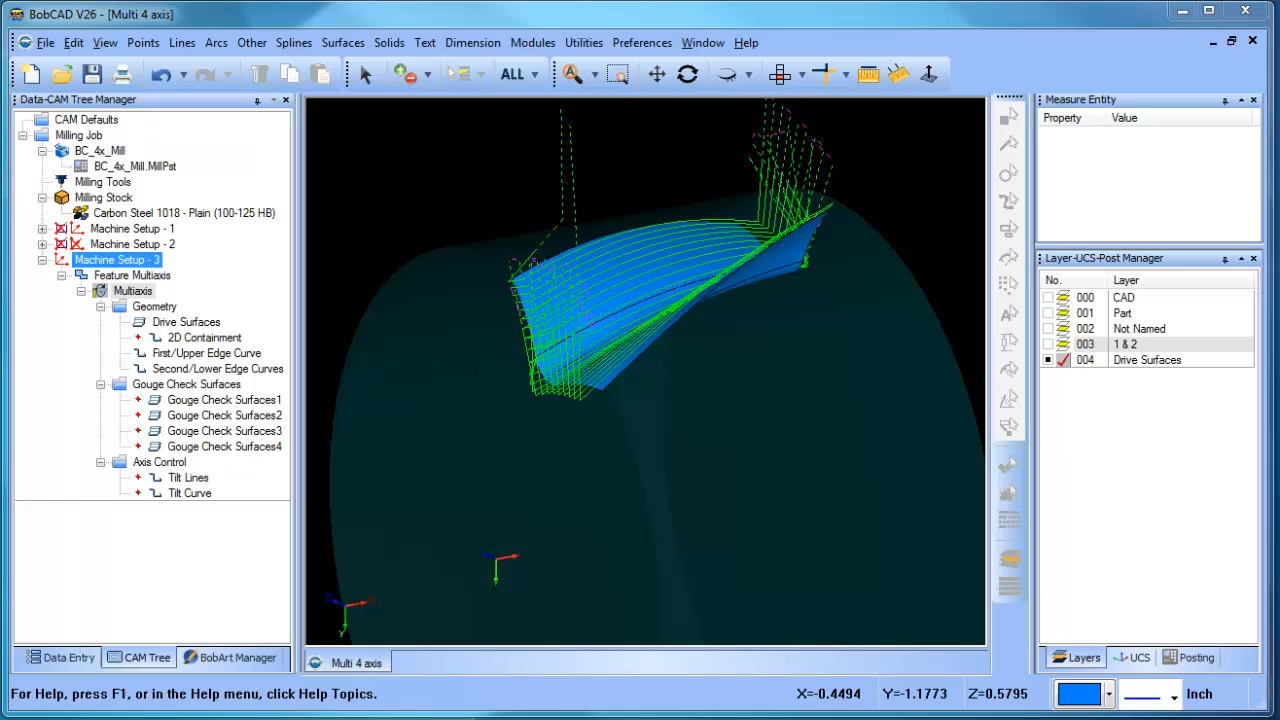 BobCAD V26 - [Multi 4 axis]
File Edit View Points Lines Arcs Other Splines Surfaces Solids Text Dimension Modules Utilities Preferences Window Help
ALL
Data-CAM Tree Manager
CAM Defaults
Milling Job
BC_4x_Mill
BC_4x_Mill.MillPst
Milling Tools
Milling Stock
Carbon Steel 1018 - Plain (100-125 HB)
Machine Setup - 1
Machine Setup - 2
Machine Setup - 3
Feature Multiaxis
Multiaxis
Geometry
Drive Surfaces
2D Containment
First/Upper Edge Curve
Second/Lower Edge Curves
Gouge Check Surfaces
Gouge Check Surfaces1
Gouge Check Surfaces2
Gouge Check Surfaces3
Gouge Check Surfaces4
Axis Control
Tilt Lines
Tilt Curve
Data Entry CAM Tree BobArt Manager
Multi 4 axis
Measure Entity
Property Value
Layer-UCS-Post Manager
No. Layer
000 CAD
001 Part
002 Not Named
003 1 & 2
004 Drive Surfaces
Layers UCS Posting
For Help, press F1, or in the Help menu, click Help Topics.
X=-0.4494 Y=-1.1773 Z=0.5795 Inch